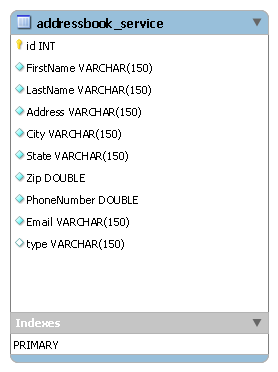 addressbook_service
id INT
FirstName VARCHAR(150)
LastName VARCHAR(150)
Address VARCHAR(150)
City VARCHAR(150)
State VARCHAR(150)
Zip DOUBLE
PhoneNumber DOUBLE
Email VARCHAR(150)
type VARCHAR(150)
Indexes
PRIMARY